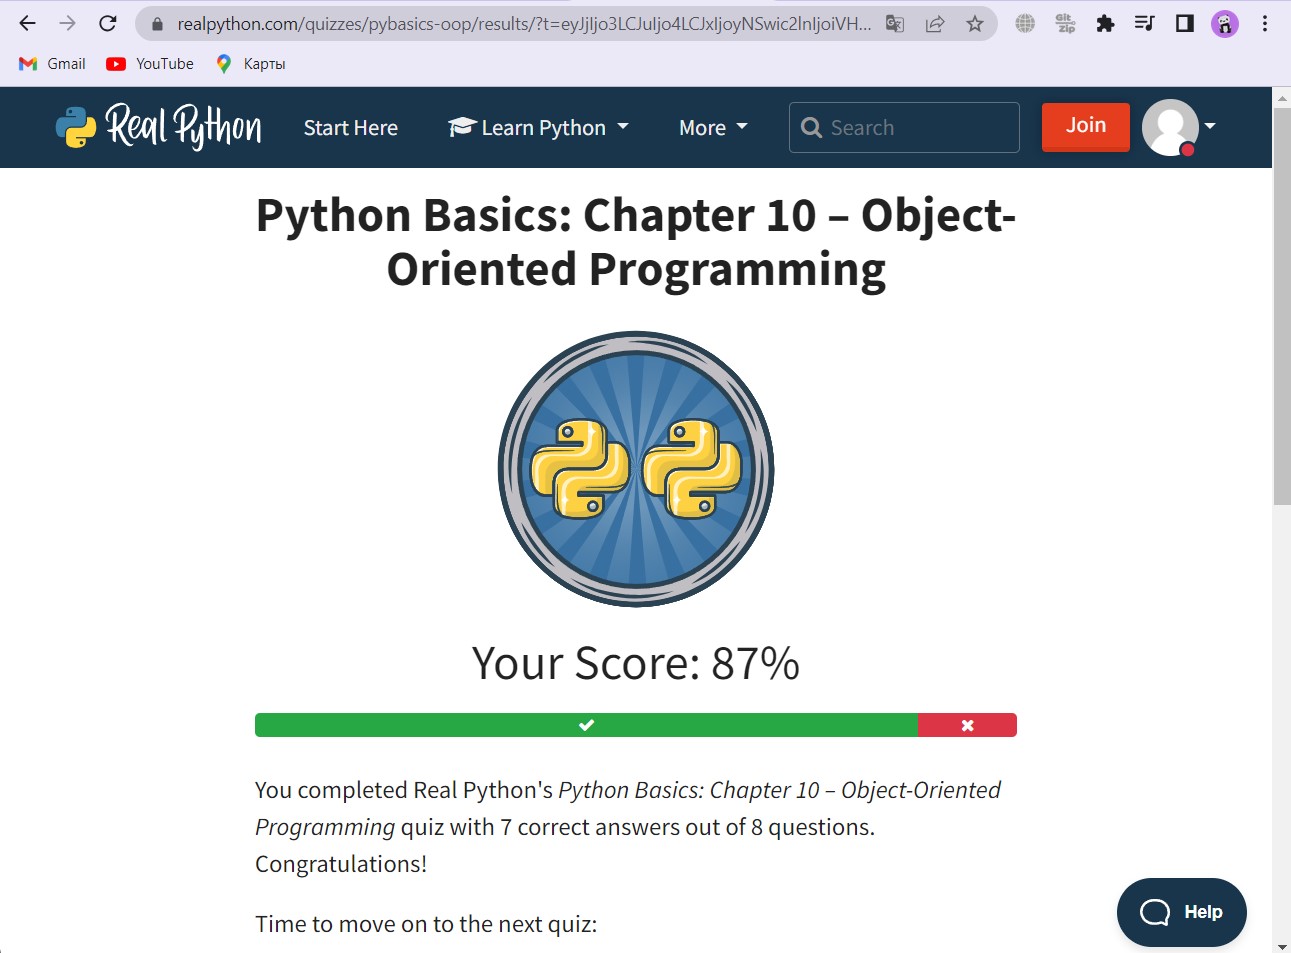 realpython.com/quizzes/pybasics-oop/results/?t=eyJjIjo3LCJuIjo4LCJxIjoyNSwic2lnIjoiVH...
Gmail YouTube Карты
Real Python Start Here Learn Python More Search Join
Python Basics: Chapter 10 – Object-
Oriented Programming
Your Score: 87%
You completed Real Python's Python Basics: Chapter 10 – Object-Oriented
Programming quiz with 7 correct answers out of 8 questions.
Congratulations!
Time to move on to the next quiz:
Help
Git
zip